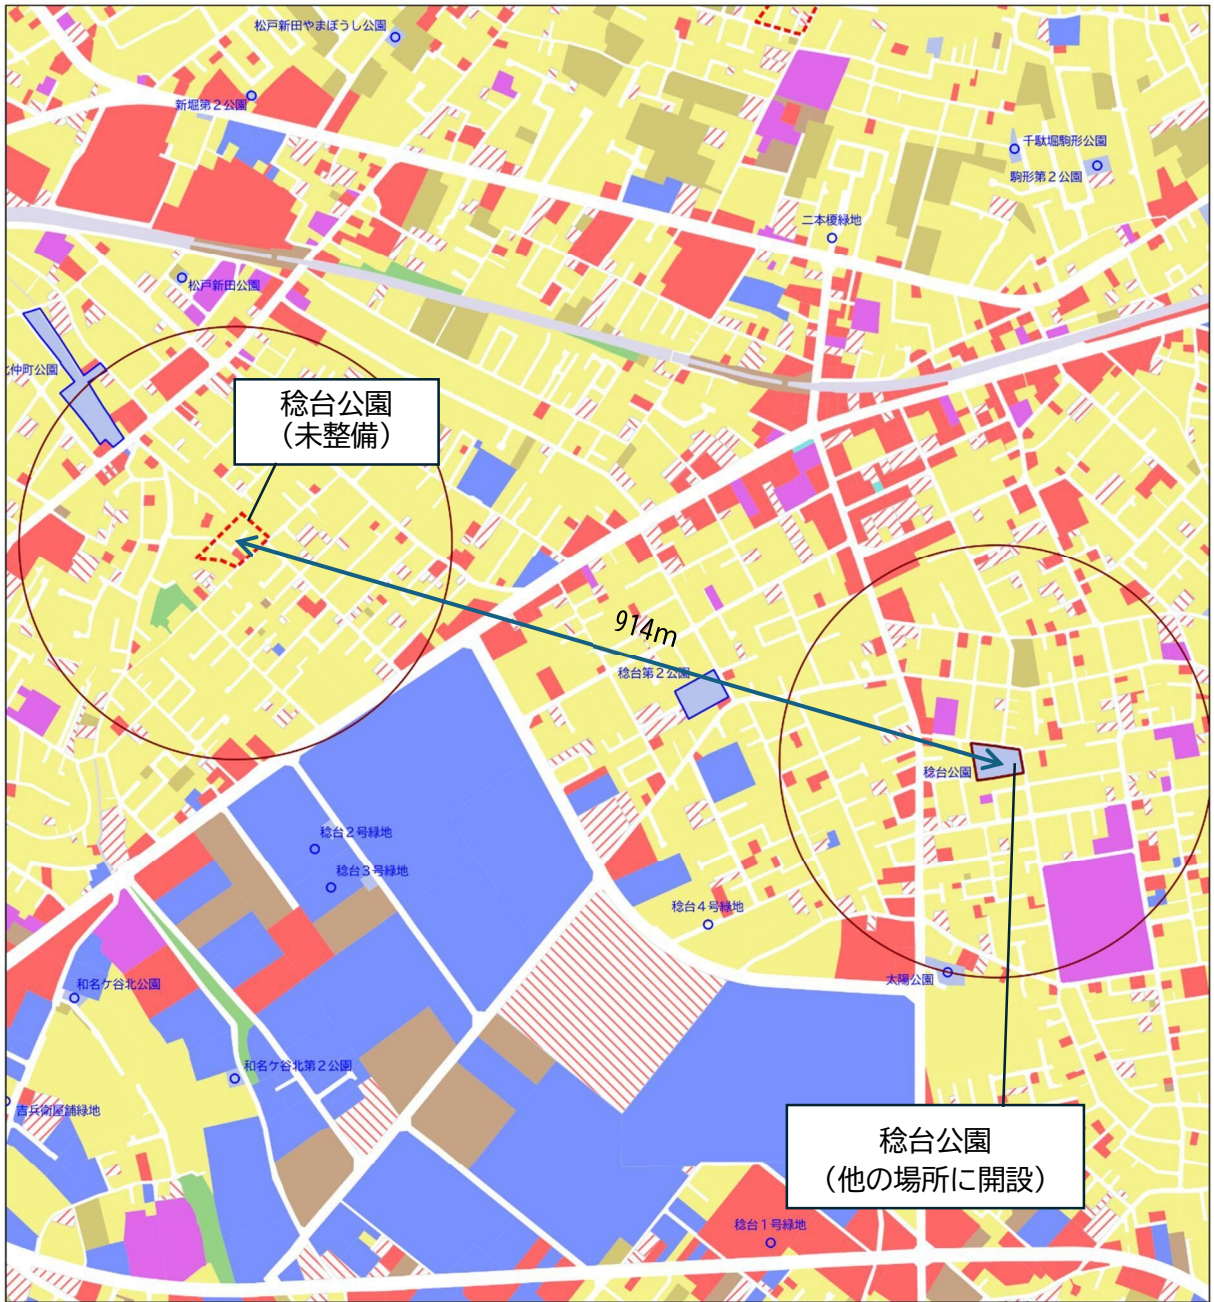 松戸新田やまぼうし公園
新堀第２公園
千駄堀駒形公園
駒形第２公園
二本榎緑地
松戸新田公園
仲町公園
稔台公園
（未整備）
914m
稔台第２公園
稔台公園
稔台２号緑地
稔台３号緑地
稔台４号緑地
太陽公園
和名ケ谷北公園
和名ケ谷北第２公園
吉兵衛屋舗緑地
稔台公園
（他の場所に開設）
稔台１号緑地